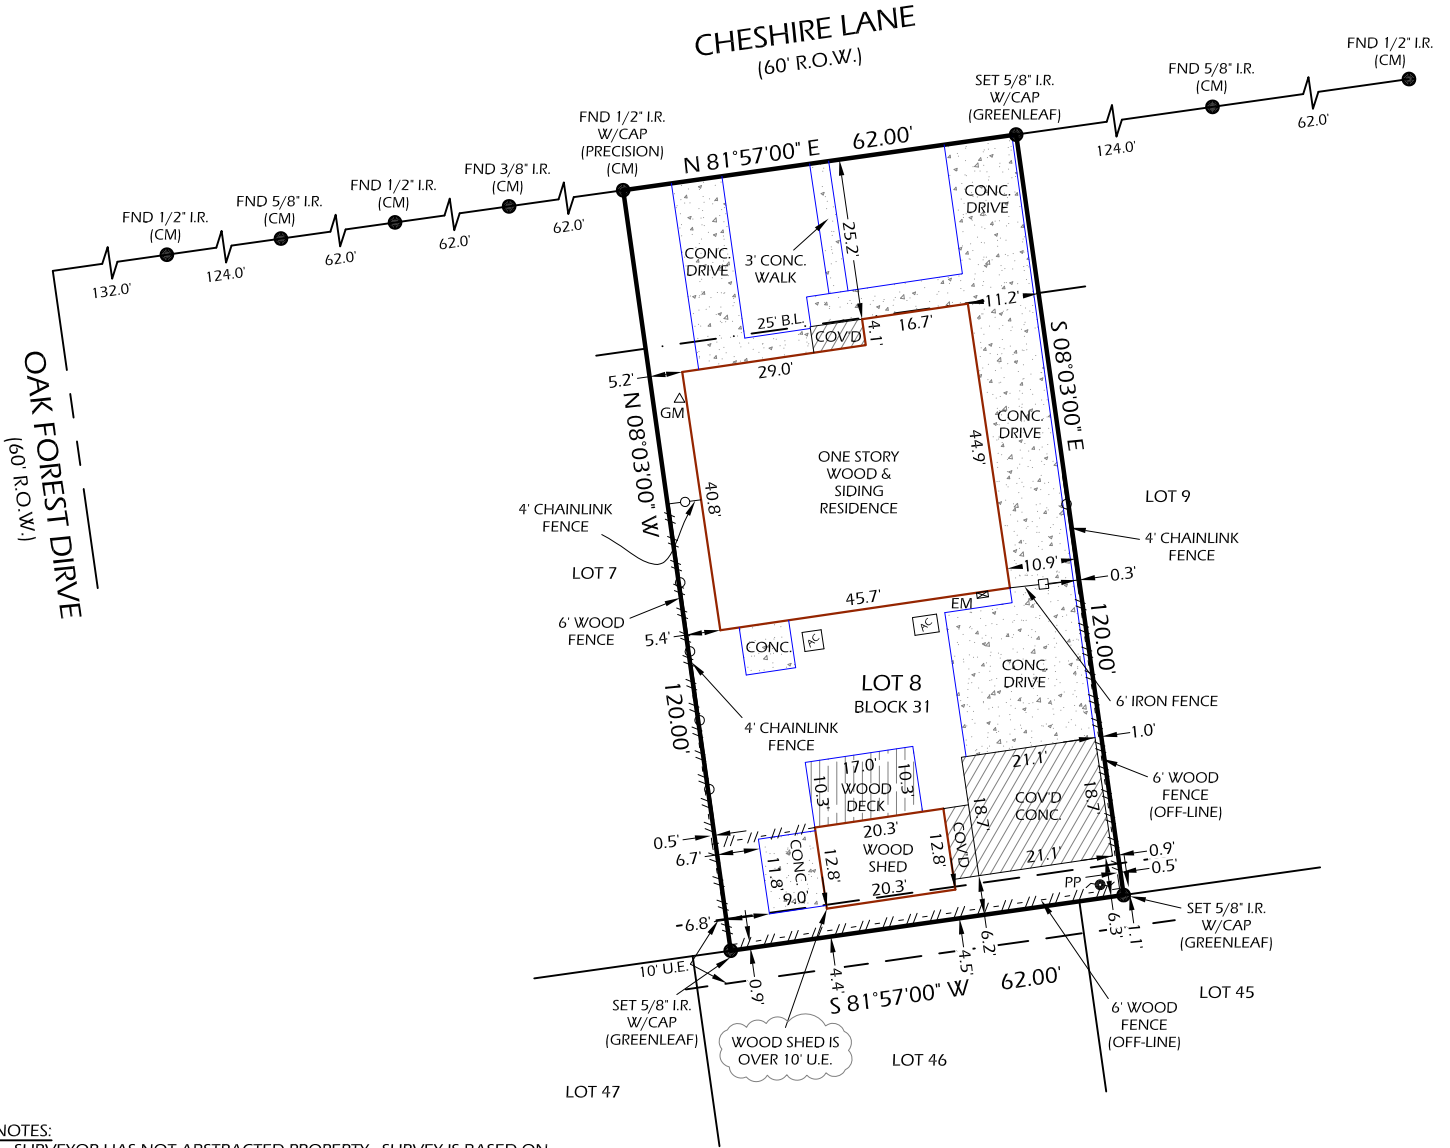 CHESHIRE LANE
(60' R.O.W.)
FND 1/2" I.R.
(CM)
FND 5/8" I.R.
(CM)
SET 5/8" I.R.
W/CAP
(GREENLEAF)
FND 1/2" I.R.
W/CAP
(PRECISION)
(CM)
FND 3/8" I.R.
(CM)
FND 1/2" I.R.
(CM)
FND 5/8" I.R.
(CM)
FND 1/2" I.R.
(CM)
132.0'
124.0'
62.0'
62.0'
62.0'
N 81°57'00" E 62.00'
124.0'
62.0'
OAK FOREST DIRVE
(60' R.O.W.)
CONC.
DRIVE
3' CONC.
WALK
25.2'
CONC.
DRIVE
25' B.L.
COV'D
4.1'
16.7'
11.2'
5.2'
29.0'
GM
N 08°03'00" W
S 08°03'00" E
ONE STORY
WOOD &
SIDING
RESIDENCE
44.9'
40.8'
CONC.
DRIVE
4' CHAINLINK
FENCE
LOT 7
6' WOOD
FENCE
LOT 9
4' CHAINLINK
FENCE
10.9'
0.3'
45.7'
EM
5.4'
CONC.
AC
AC
120.00'
LOT 8
BLOCK 31
CONC.
DRIVE
120.00'
6' IRON FENCE
4' CHAINLINK
FENCE
1.0'
17.0'
10.3'
10.3'
WOOD
DECK
21.1'
18.7'
18.7'
COV'D
CONC.
21.1'
6' WOOD
FENCE
(OFF-LINE)
0.5'
6.7'
CONC.
11.8'
9.0'
20.3'
12.8'
12.8'
WOOD
SHED
20.3'
COV'D
0.9'
0.5'
PP
6.8'
10' U.E.
SET 5/8" I.R.
W/CAP
(GREENLEAF)
0.9'
4.4'
4.5'
6.2'
6.3'
1.1'
SET 5/8" I.R.
W/CAP
(GREENLEAF)
S 81°57'00" W 62.00'
LOT 45
6' WOOD
FENCE
(OFF-LINE)
WOOD SHED IS
OVER 10' U.E.
LOT 46
LOT 47
NOTES:
SURVEYOR HAS NOT ABSTRACTED PROPERTY. SURVEY IS BASED ON